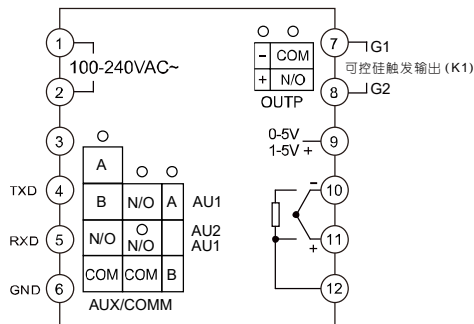 1
100-240VAC~
2
3
A
TXD
4
B
N/O
A
AU1
RXD
5
N/O
N/O
AU2
AU1
GND
6
COM
COM
B
AUX/COMM
−
COM
+
N/O
OUTP
7
G1
可控硅触发输出(K1)
8
G2
0-5V
1-5V +
9
−
10
+
11
12